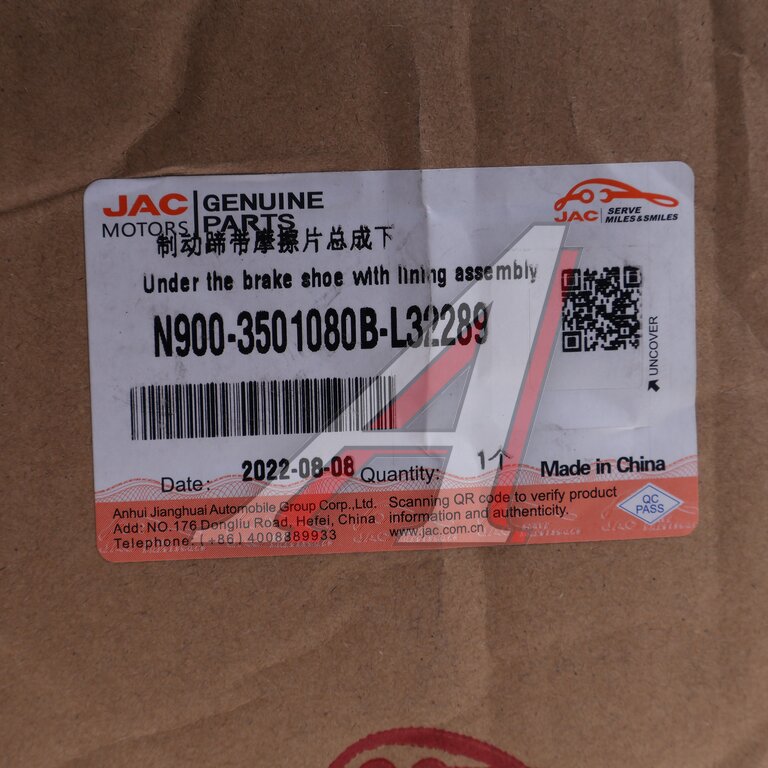 JAC
MOTORS
GENUINE
PARTS
JAC
SERVE
MILES&SMILES
制动蹄带摩擦片总成下
Under the brake shoe with lining assembly
N900-3501080B-L32289
UNCOVER
Date: 2022-08-08 Quantity: 1个 Made in China
Anhui Jianghuai Automobile Group Corp.,Ltd.
Add: NO.176 Dongliu Road, Hefei, China
Telephone: (+86)4008889933
Scanning QR code to verify product
information and authenticity.
www.jac.com.cn
QC
PASS